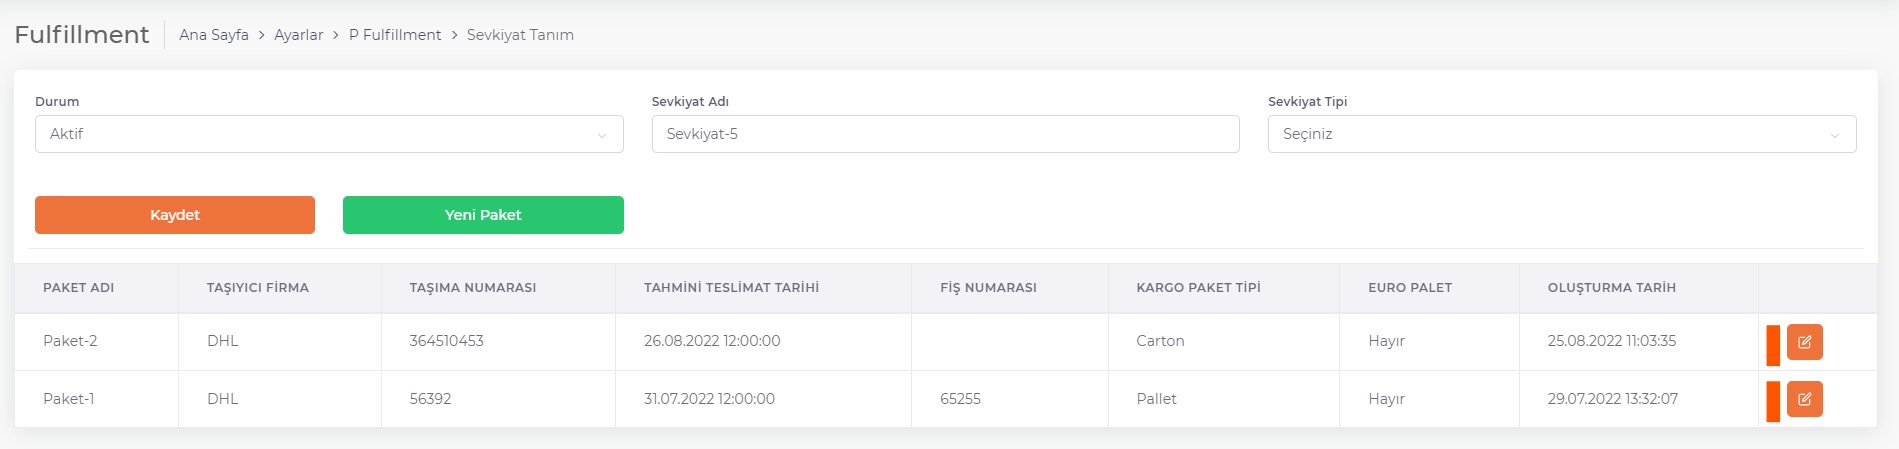 Fulfillment
Ana Sayfa > Ayarlar > P Fulfillment > Sevkiyat Tanım
Durum Sevkiyat Adı Sevkiyat Tipi
Aktif Sevkiyat-5 Seçiniz
Kaydet Yeni Paket
PAKET ADI TAŞIYICI FİRMA TAŞIMA NUMARASI TAHMİNİ TESLİMAT TARİHİ FİŞ NUMARASI KARGO PAKET TİPİ EURO PALET OLUŞTURMA TARİH
Paket-2 DHL 364510453 26.08.2022 12:00:00 Carton Hayır 25.08.2022 11:03:35
Paket-1 DHL 56392 31.07.2022 12:00:00 65255 Pallet Hayır 29.07.2022 13:32:07